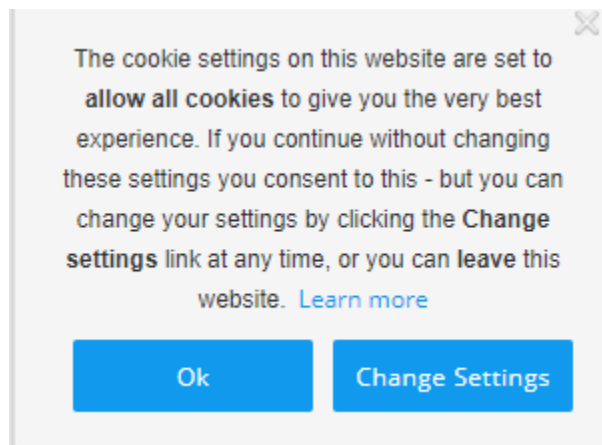 The cookie settings on this website are set to
allow all cookies to give you the very best
experience. If you continue without changing
these settings you consent to this - but you can
change your settings by clicking the Change
settings link at any time, or you can leave this
website. Learn more
Ok
Change Settings